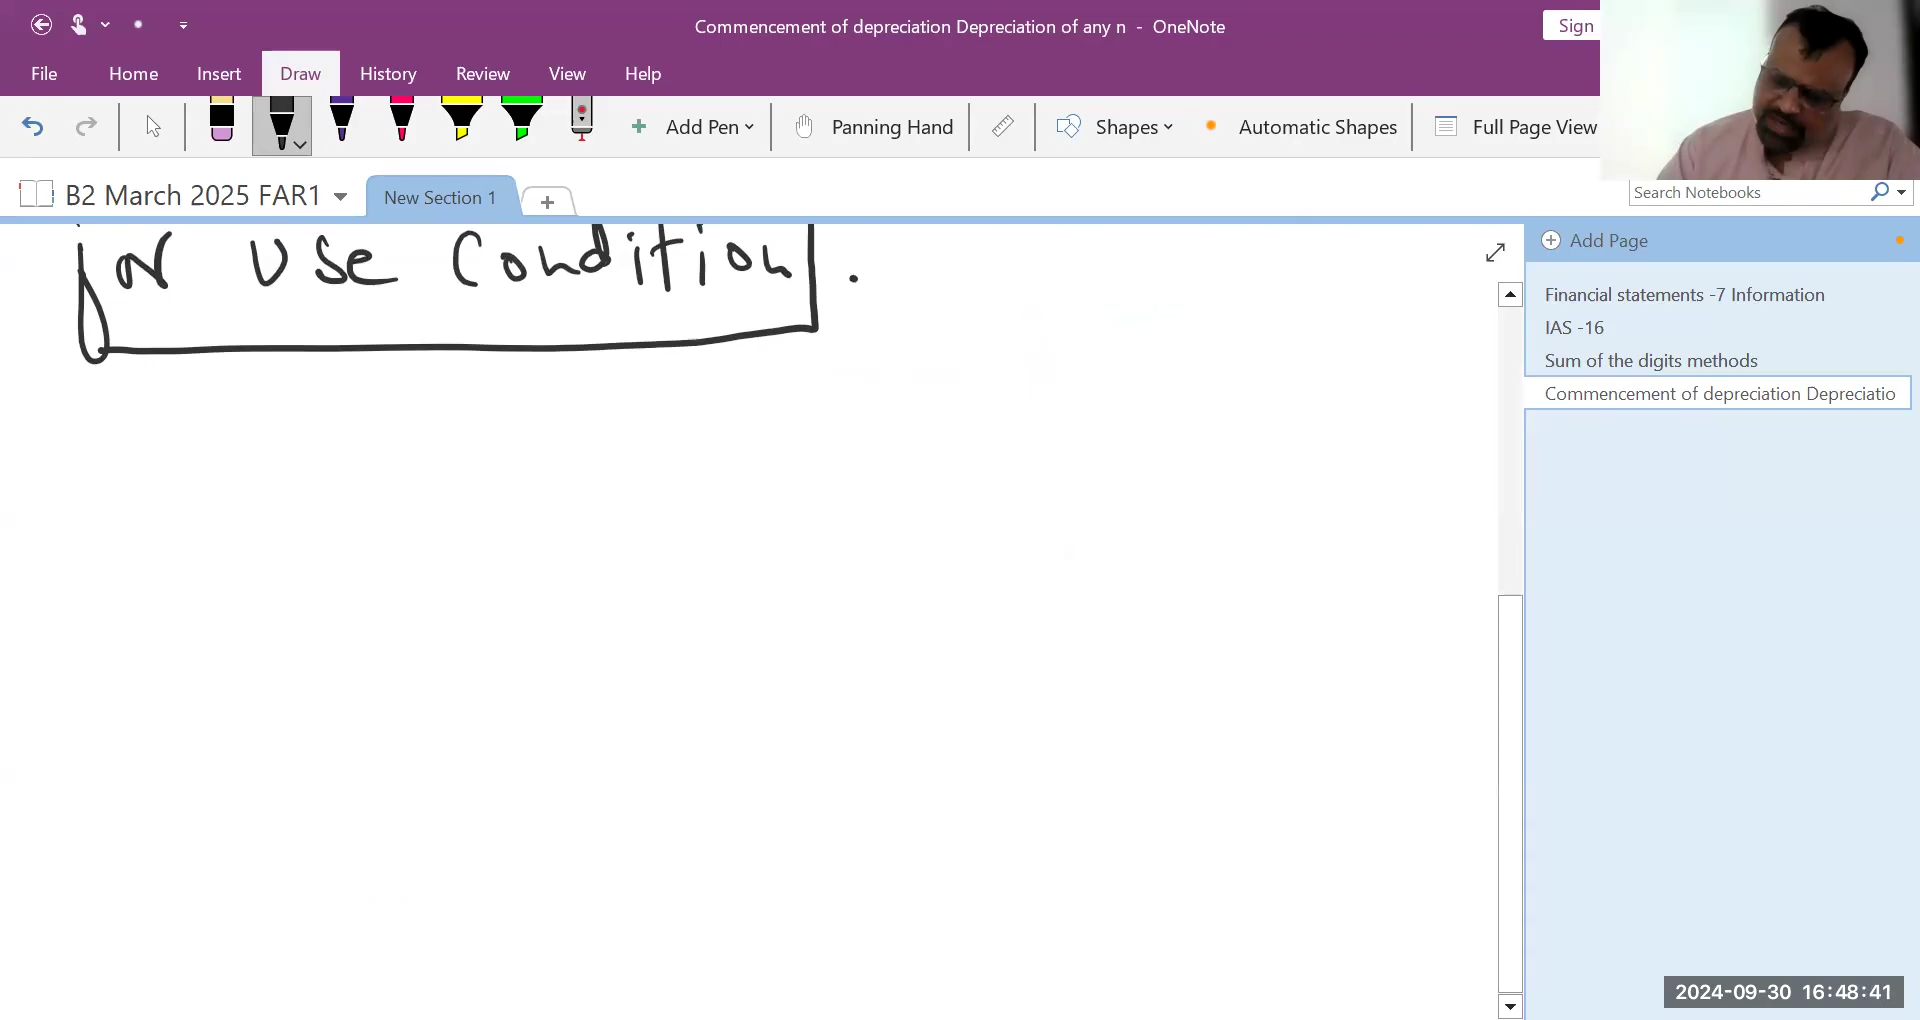 Commencement of depreciation Depreciation of any n - OneNote
Sign
File Home Insert Draw History Review View Help
Add Pen Panning Hand Shapes Automatic Shapes Full Page View
B2 March 2025 FAR1 New Section 1
Search Notebooks
for use condition.
Add Page
Financial statements -7 Information
IAS -16
Sum of the digits methods
Commencement of depreciation Depreciatio
2024-09-30 16:48:41